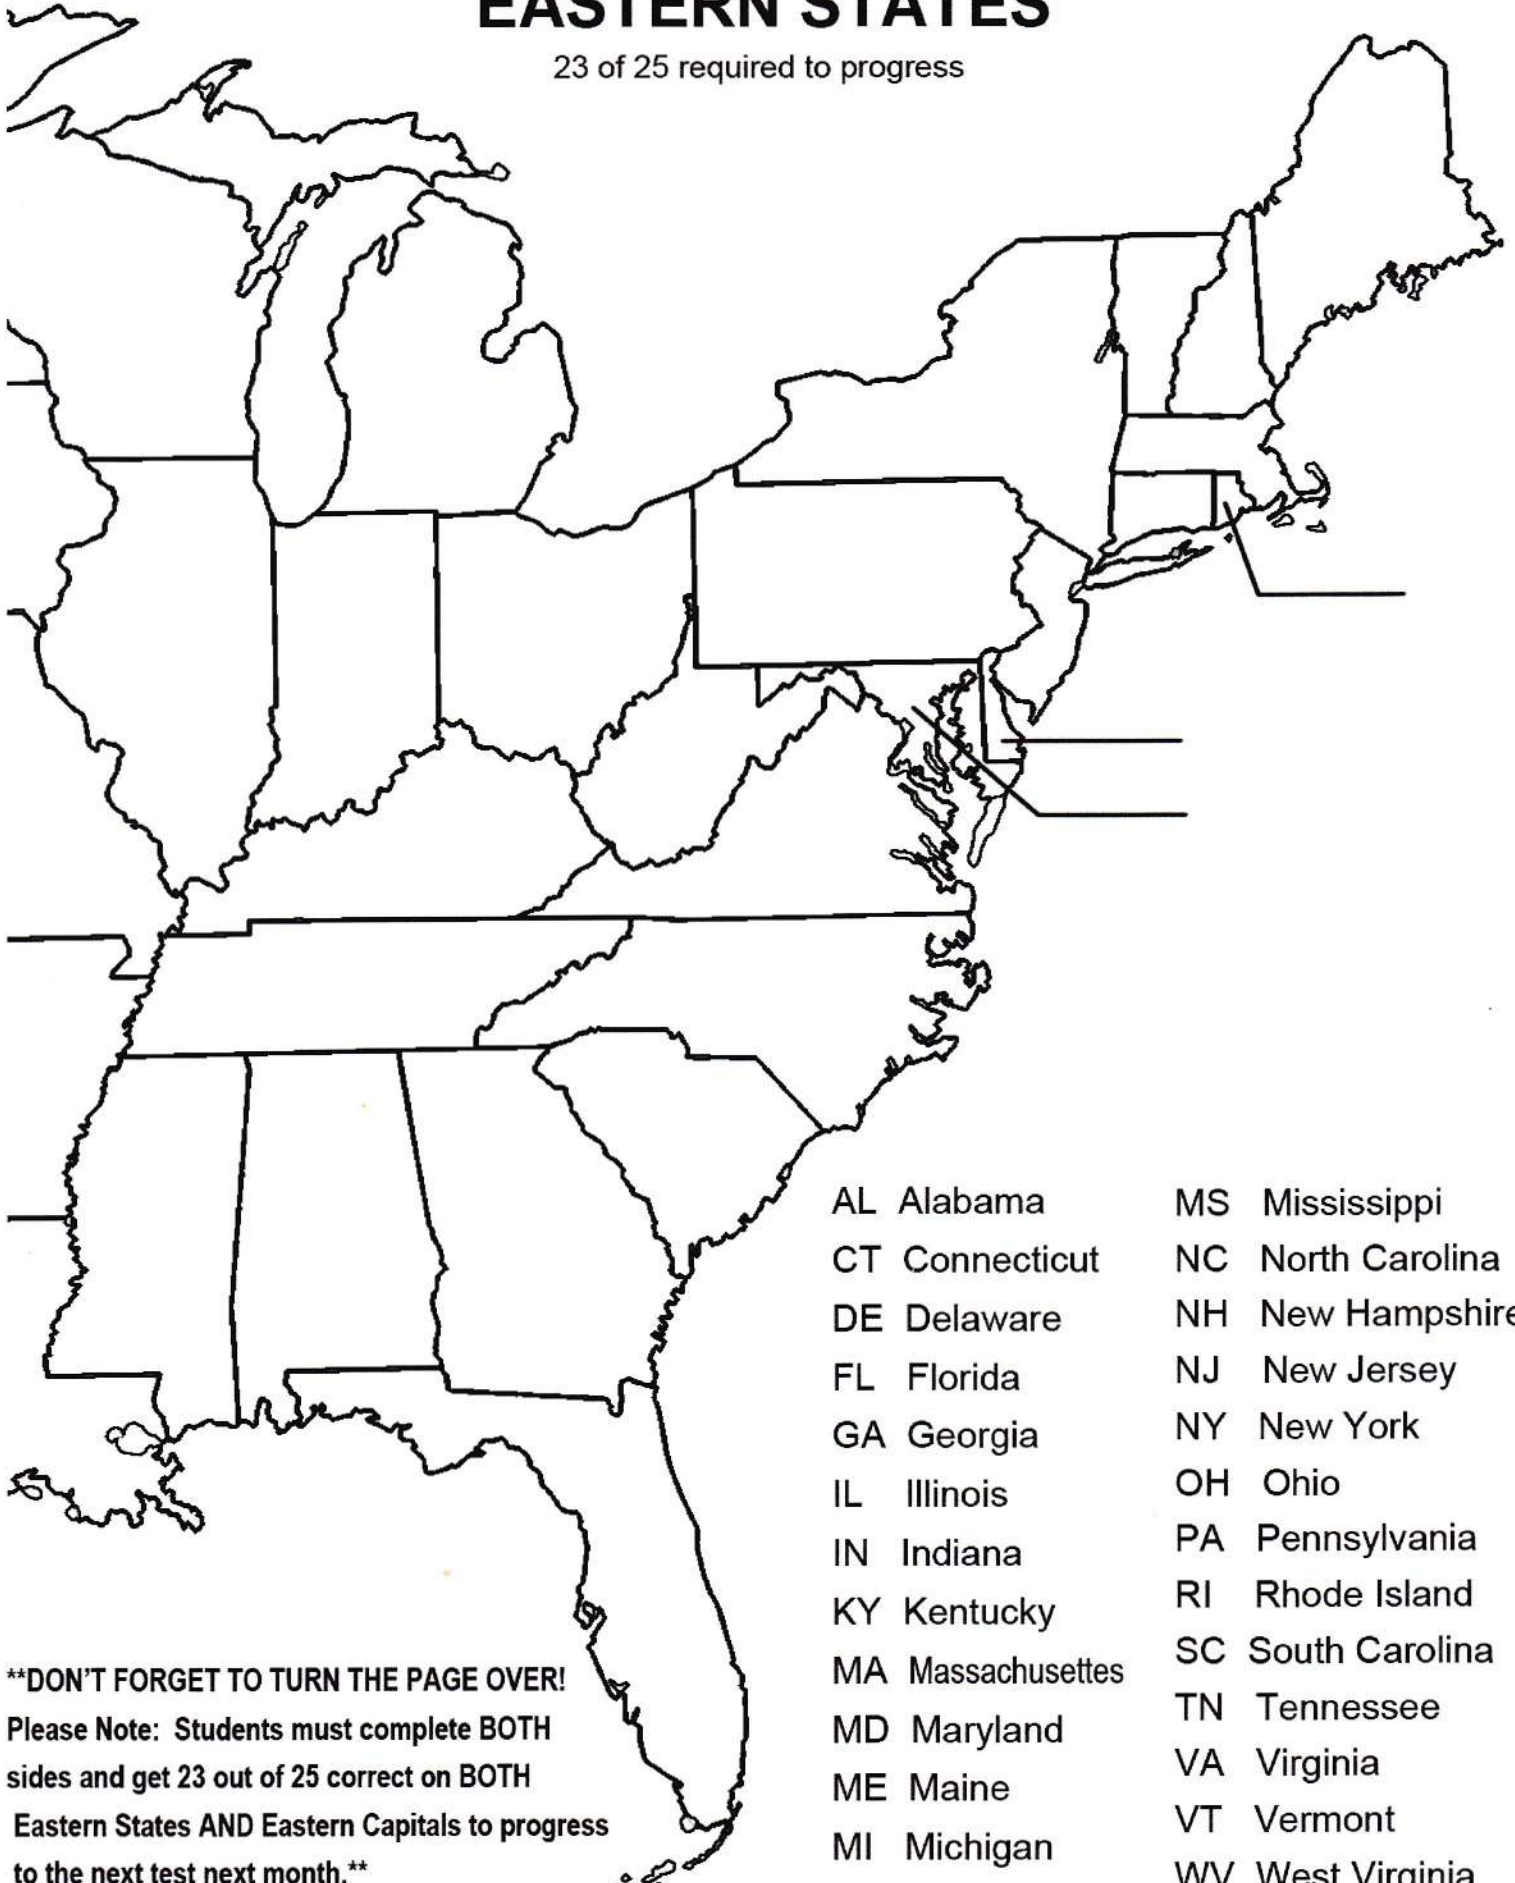 EASTERN STATES
23 of 25 required to progress
AL Alabama
CT Connecticut
DE Delaware
FL Florida
GA Georgia
IL Illinois
IN Indiana
KY Kentucky
MA Massachusettes
MD Maryland
ME Maine
MI Michigan
MS Mississippi
NC North Carolina
NH New Hampshire
NJ New Jersey
NY New York
OH Ohio
PA Pennsylvania
RI Rhode Island
SC South Carolina
TN Tennessee
VA Virginia
VT Vermont
WV West Virginia
**DON'T FORGET TO TURN THE PAGE OVER!
Please Note: Students must complete BOTH
sides and get 23 out of 25 correct on BOTH
Eastern States AND Eastern Capitals to progress
to the next test next month.**